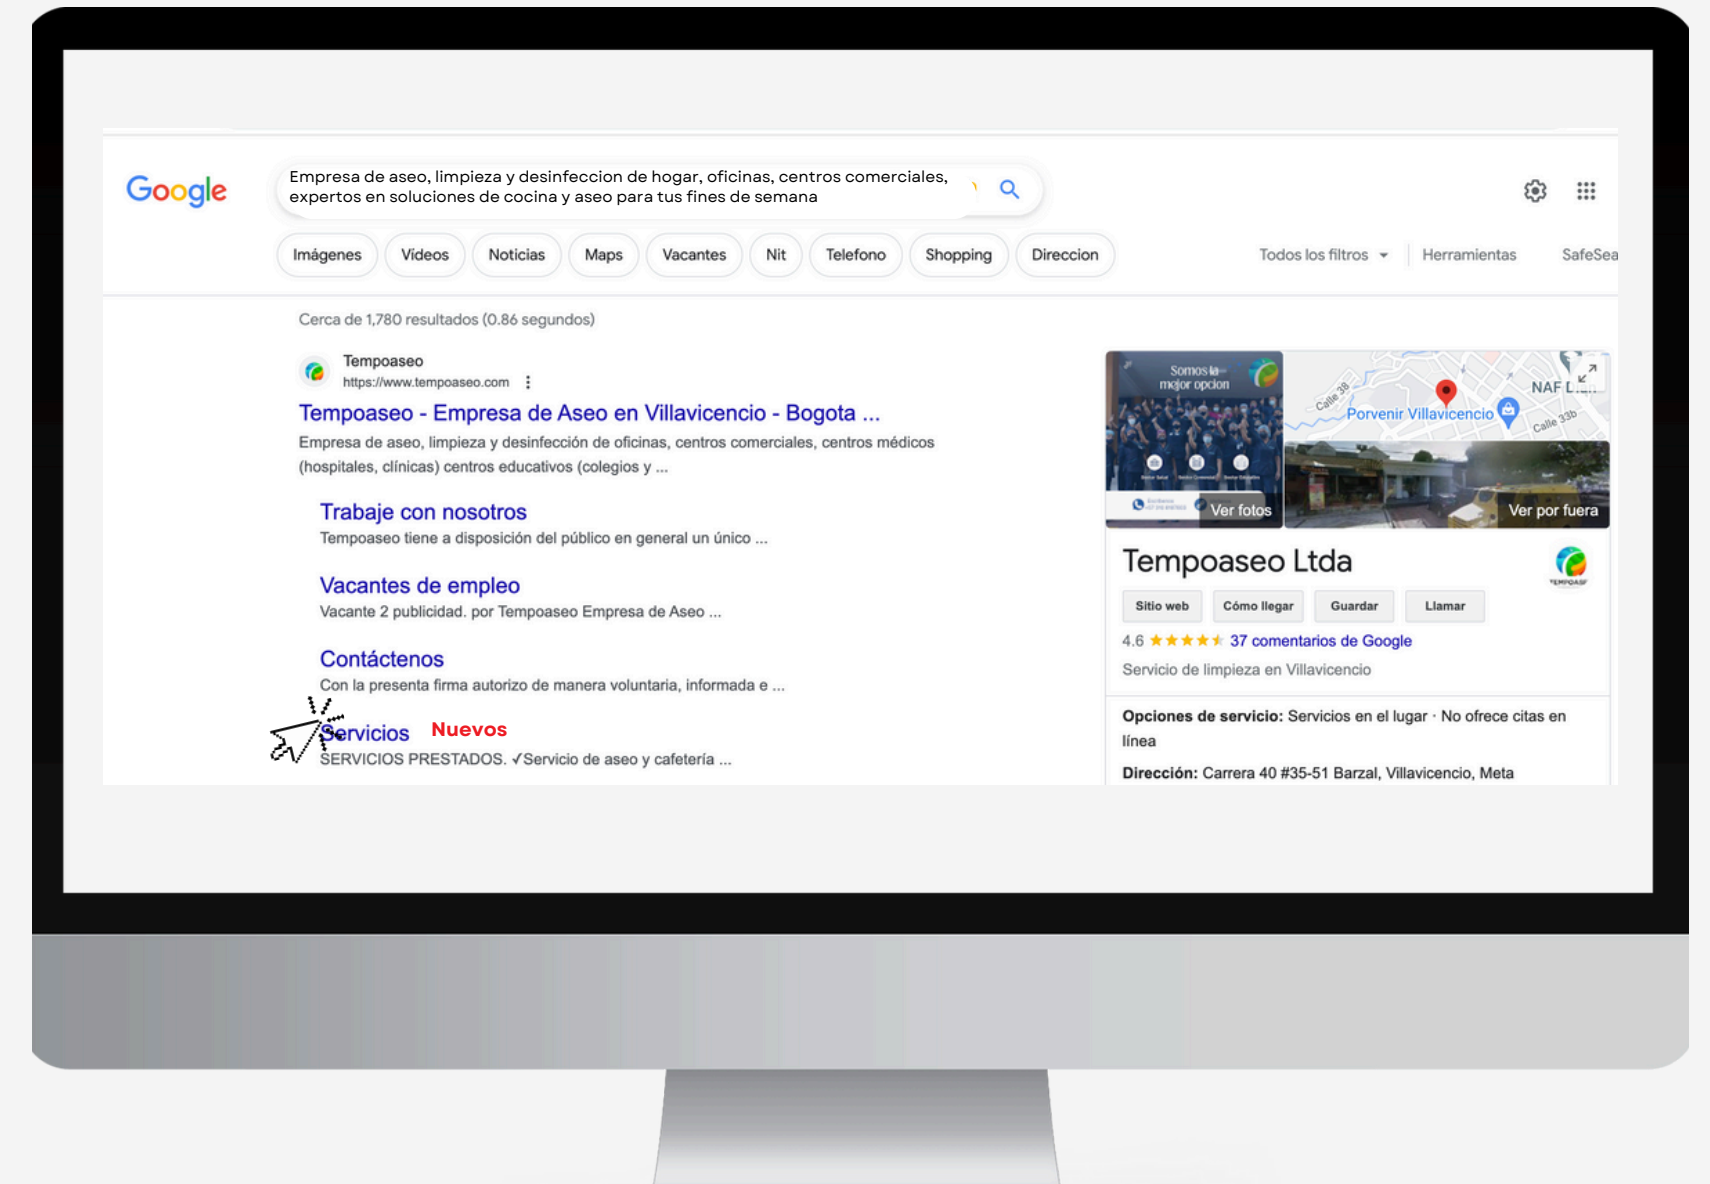 Google
Empresa de aseo, limpieza y desinfeccion de hogar, oficinas, centros comerciales,
expertos en soluciones de cocina y aseo para tus fines de semana
Imágenes
Vídeos
Noticias
Maps
Vacantes
Nit
Telefono
Shopping
Direccion
Todos los filtros
Herramientas
SafeSea
Cerca de 1,780 resultados (0.86 segundos)
Tempoaseo
https://www.tempoaseo.com
Tempoaseo - Empresa de Aseo en Villavicencio - Bogota ...
Empresa de aseo, limpieza y desinfección de oficinas, centros comerciales, centros médicos
(hospitales, clínicas) centros educativos (colegios y ...
Trabaje con nosotros
Tempoaseo tiene a disposición del público en general un único ...
Vacantes de empleo
Vacante 2 publicidad. por Tempoaseo Empresa de Aseo ...
Contáctenos
Con la presenta firma autorizo de manera voluntaria, informada e ...
Servicios Nuevos
SERVICIOS PRESTADOS. ✓Servicio de aseo y cafetería ...
Somos la
mejor opcion
Ver fotos
Calle 38
Porvenir Villavicencio
NAF
Calle 33b
Ver por fuera
Tempoaseo Ltda
Sitio web
Cómo llegar
Guardar
Llamar
4.6 37 comentarios de Google
Servicio de limpieza en Villavicencio
Opciones de servicio: Servicios en el lugar · No ofrece citas en
línea
Dirección: Carrera 40 #35-51 Barzal, Villavicencio, Meta